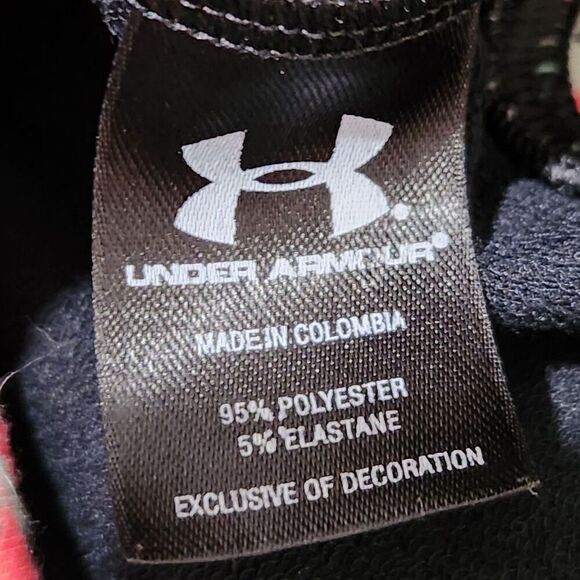 UNDER ARMOUR®
MADE IN COLOMBIA
95% POLYESTER
5% ELASTANE
EXCLUSIVE OF DECORATION